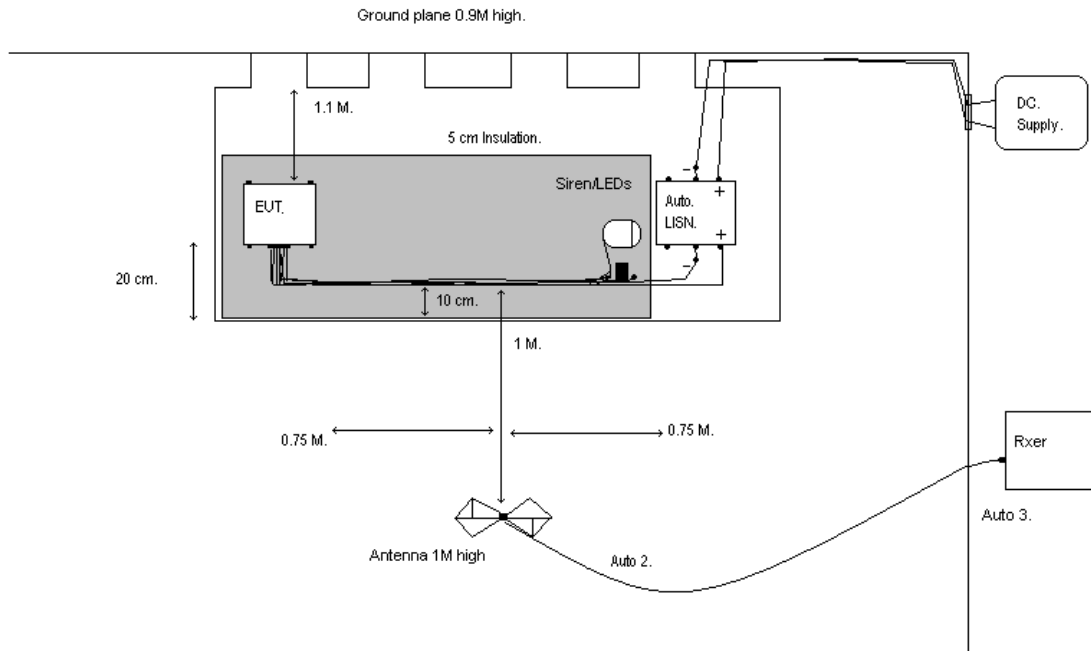 Ground plane 0.9M high.
DC.
Supply.
1.1 M.
5 cm Insulation.
Siren/LEDs
EUT.
Auto.
LISN.
–
+
+
–
20 cm.
10 cm.
1 M.
0.75 M.
0.75 M.
Rxer
Auto 3.
Antenna 1M high
Auto 2.